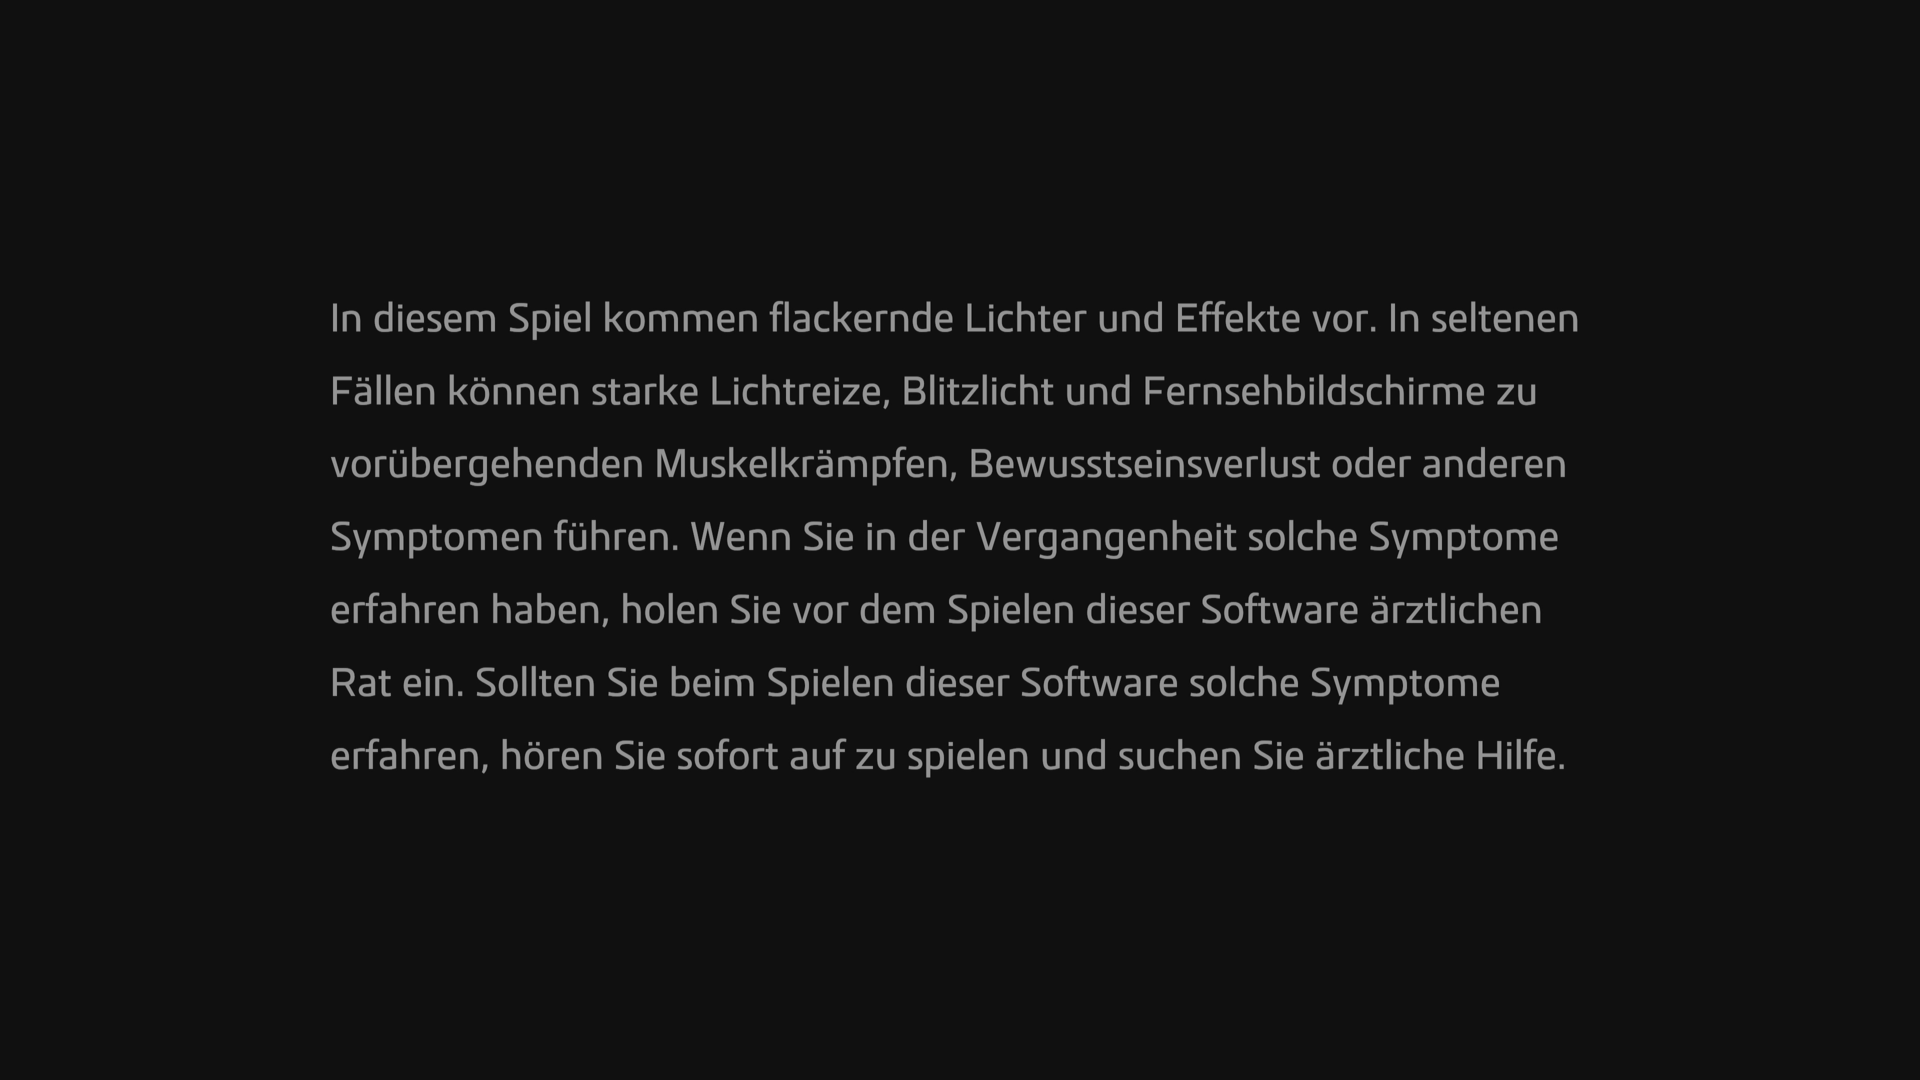 In diesem Spiel kommen flackernde Lichter und Effekte vor. In seltenen
Fällen können starke Lichtreize, Blitzlicht und Fernsehbildschirme zu
vorübergehenden Muskelkrämpfen, Bewusstseinsverlust oder anderen
Symptomen führen. Wenn Sie in der Vergangenheit solche Symptome
erfahren haben, holen Sie vor dem Spielen dieser Software ärztlichen
Rat ein. Sollten Sie beim Spielen dieser Software solche Symptome
erfahren, hören Sie sofort auf zu spielen und suchen Sie ärztliche Hilfe.